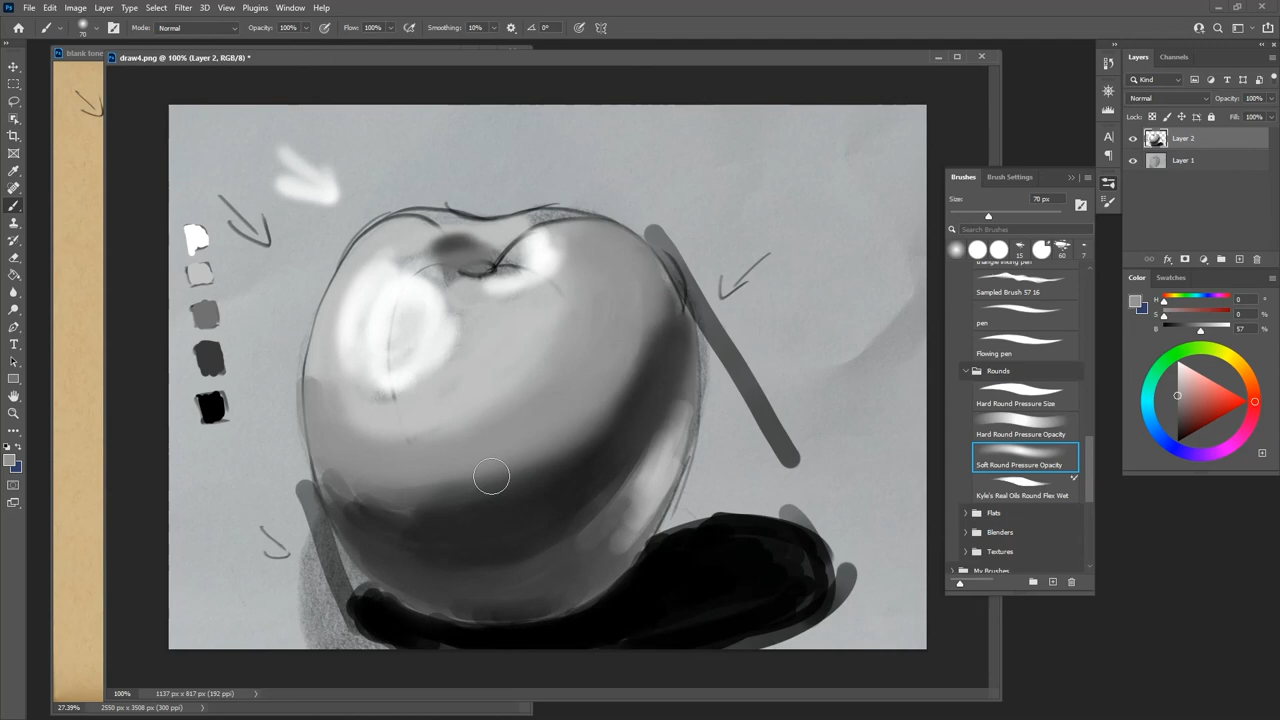 File Edit Image Layer Type Select Filter 3D View Plugins Window Help
70 Mode: Normal Opacity: 100% Flow: 100% Smoothing: 10% 0°
blank tone
draw4.png @ 100% (Layer 2, RGB/8) *
Layers Channels
Kind
Normal Opacity: 100%
Lock: Fill: 100%
Layer 2
Layer 1
Brushes Brush Settings
Size: 70 px
Search Brushes
15 60 7
triangle inking pen
Sampled Brush 57 16
pen
Flowing pen
Rounds
Hard Round Pressure Size
Hard Round Pressure Opacity
Soft Round Pressure Opacity
Kyle's Real Oils Round Flex Wet
Flats
Blenders
Textures
My Brushes
Color Swatches
H 0 °
S 0 %
B 57 %
100% 1137 px x 817 px (192 ppi)
27.39% 2550 px x 3508 px (300 ppi)